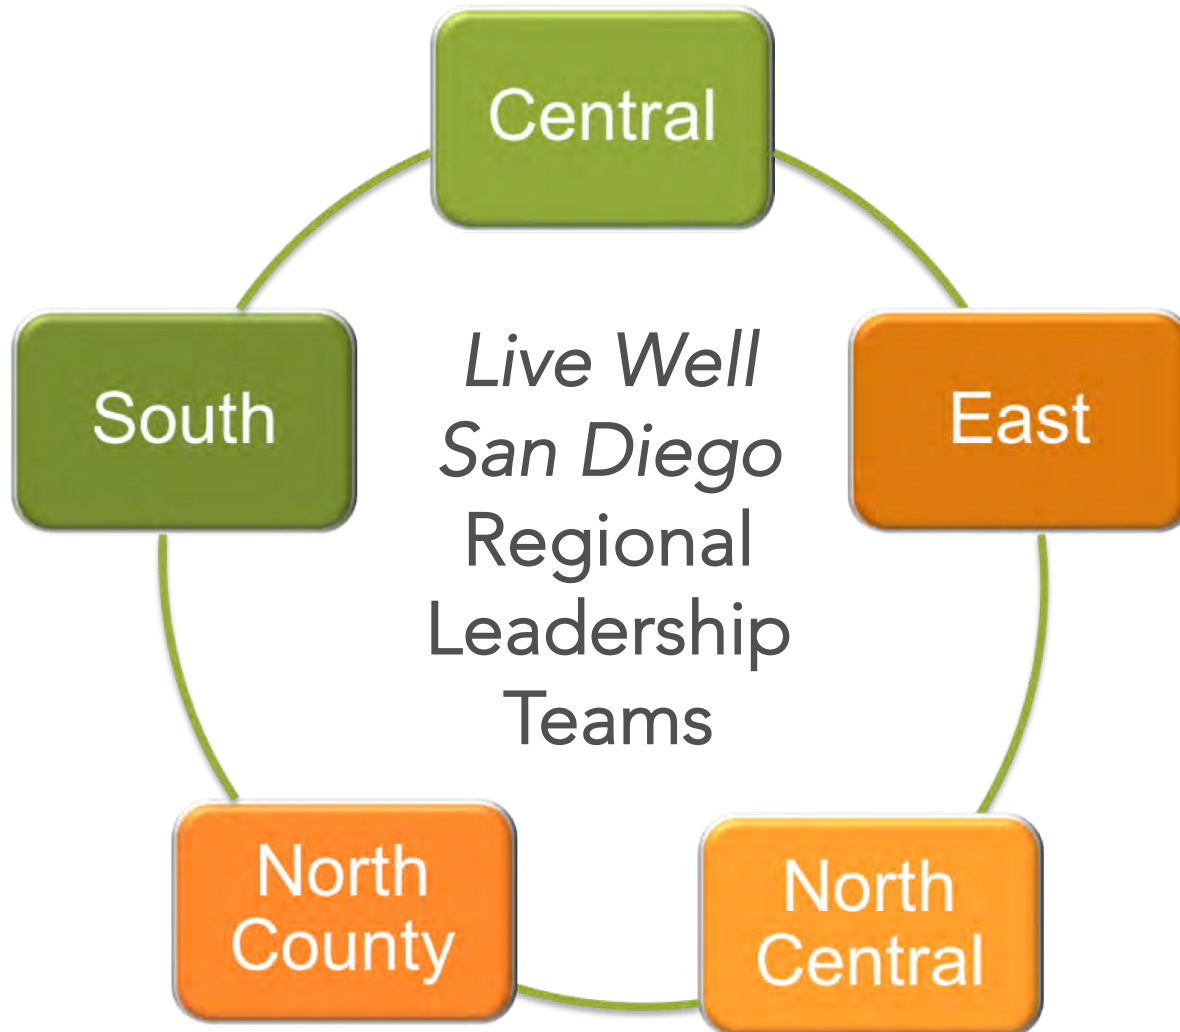 Central
South
Live Well
San Diego
Regional
Leadership
Teams
East
North
County
North
Central